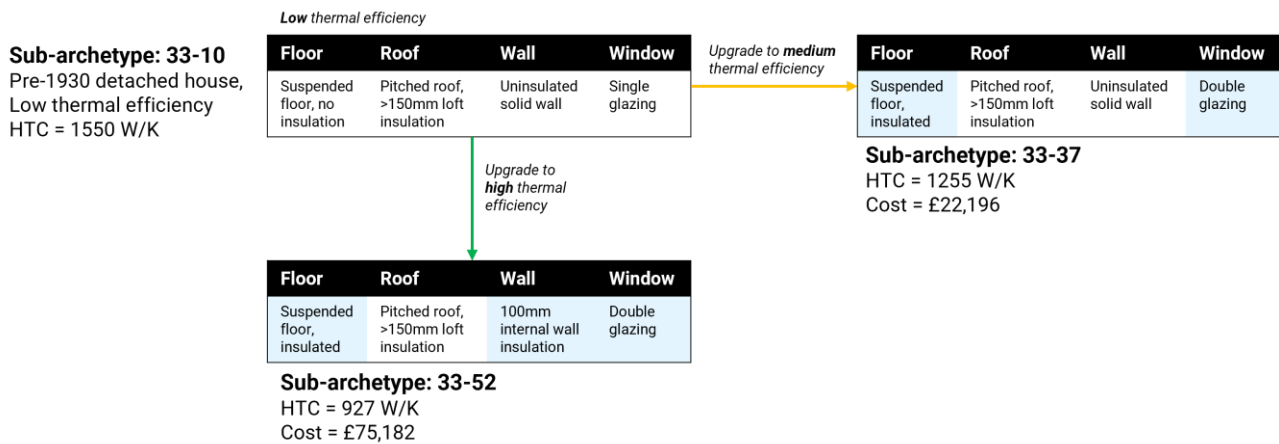 Low thermal efficiency
Sub-archetype: 33-10
Pre-1930 detached house,
Low thermal efficiency
HTC = 1550 W/K
Floor Roof Wall Window
Suspended Pitched roof, Uninsulated Single
floor, no >150mm loft solid wall glazing
insulation insulation
Upgrade to medium
thermal efficiency
Floor Roof Wall Window
Suspended Pitched roof, Uninsulated Double
floor, >150mm loft solid wall glazing
insulated insulation
Sub-archetype: 33-37
HTC = 1255 W/K
Cost = £22,196
Upgrade to
high thermal
efficiency
Floor Roof Wall Window
Suspended Pitched roof, 100mm Double
floor, >150mm loft internal wall glazing
insulated insulation insulation
Sub-archetype: 33-52
HTC = 927 W/K
Cost = £75,182